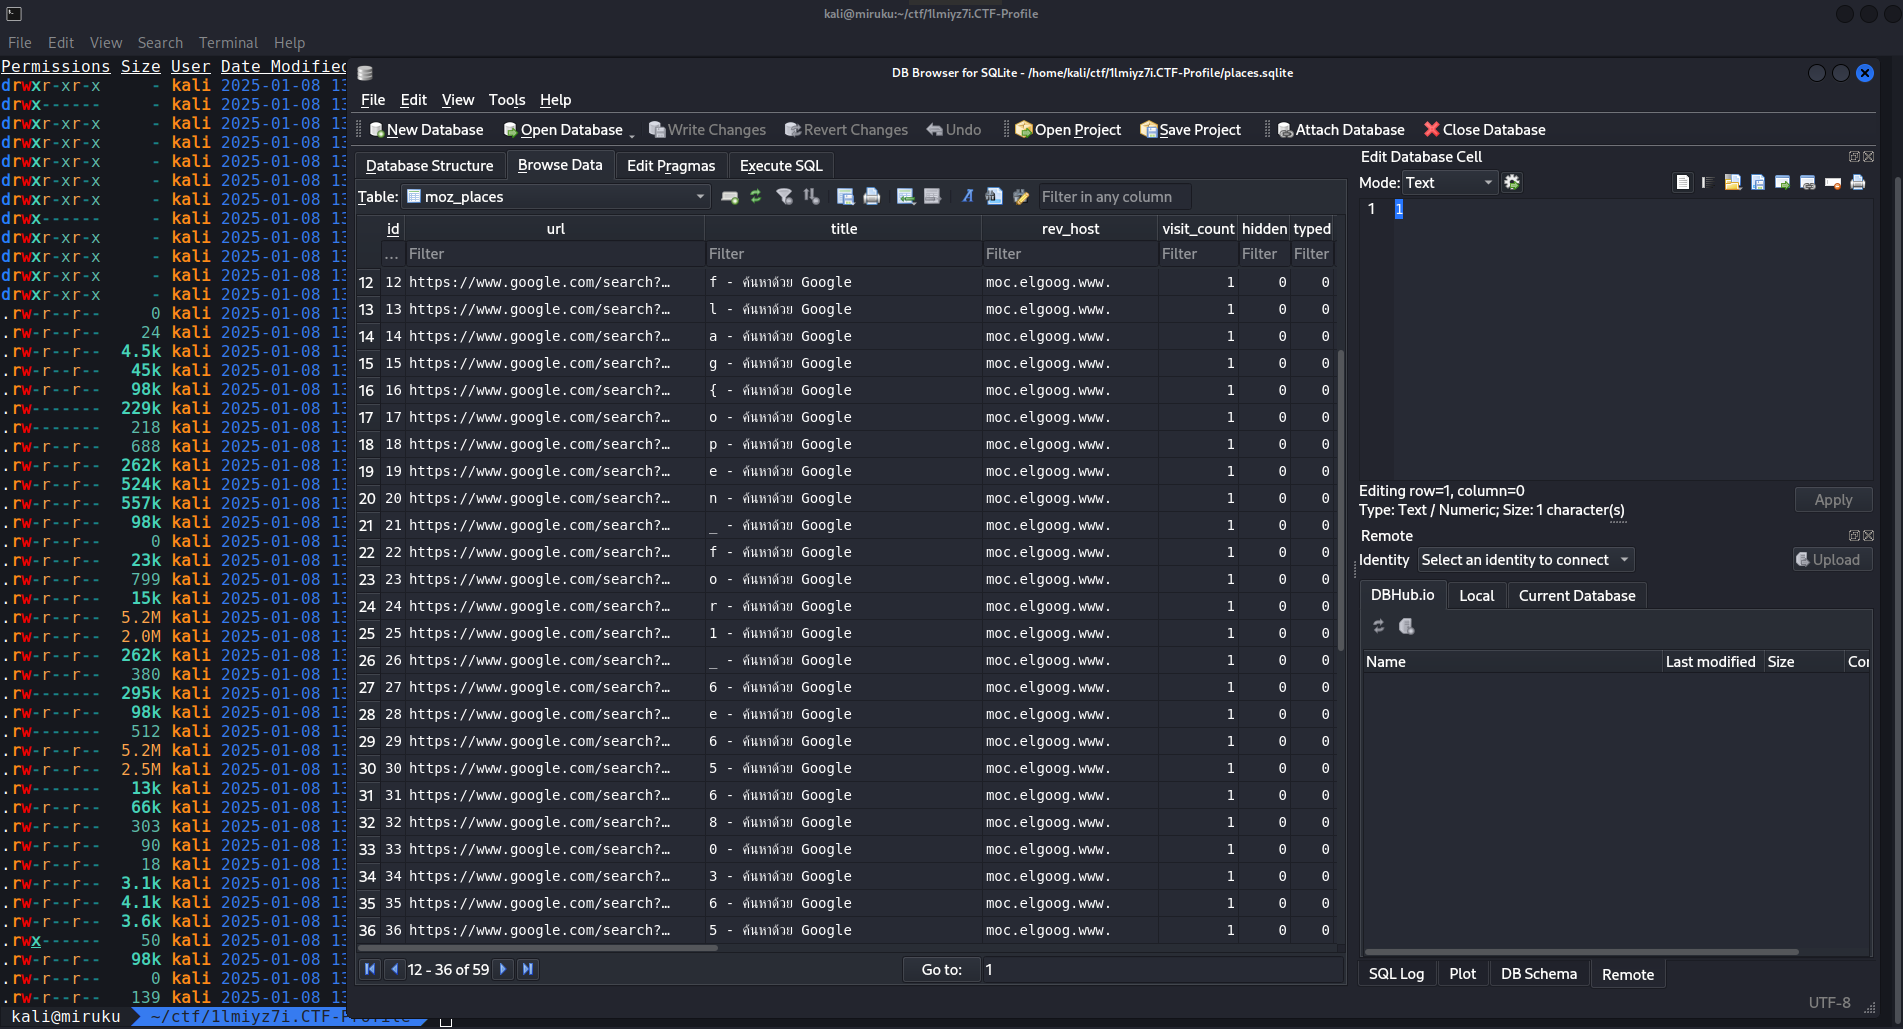 kali@miruku:~/ctf/1lmiyz7i.CTF-Profile
File Edit View Search Terminal Help
Permissions Size User Date Modified
drwxr-xr-x - kali 2025-01-08 13
drwx------ - kali 2025-01-08 13
drwxr-xr-x - kali 2025-01-08 13
drwxr-xr-x - kali 2025-01-08 13
drwxr-xr-x - kali 2025-01-08 13
drwxr-xr-x - kali 2025-01-08 13
drwxr-xr-x - kali 2025-01-08 13
drwx------ - kali 2025-01-08 13
drwxr-xr-x - kali 2025-01-08 13
drwxr-xr-x - kali 2025-01-08 13
drwxr-xr-x - kali 2025-01-08 13
drwxr-xr-x - kali 2025-01-08 13
.rw-r--r-- 0 kali 2025-01-08 13
.rw-r--r-- 24 kali 2025-01-08 13
.rw-r--r-- 4.5k kali 2025-01-08 13
.rw-r--r-- 45k kali 2025-01-08 13
.rw-r--r-- 98k kali 2025-01-08 13
.rw------- 229k kali 2025-01-08 13
.rw------- 218 kali 2025-01-08 13
.rw-r--r-- 688 kali 2025-01-08 13
.rw-r--r-- 262k kali 2025-01-08 13
.rw-r--r-- 524k kali 2025-01-08 13
.rw-r--r-- 557k kali 2025-01-08 13
.rw-r--r-- 98k kali 2025-01-08 13
.rw-r--r-- 0 kali 2025-01-08 13
.rw-r--r-- 23k kali 2025-01-08 13
.rw-r--r-- 799 kali 2025-01-08 13
.rw-r--r-- 15k kali 2025-01-08 13
.rw-r--r-- 5.2M kali 2025-01-08 13
.rw-r--r-- 2.0M kali 2025-01-08 13
.rw-r--r-- 262k kali 2025-01-08 13
.rw-r--r-- 380 kali 2025-01-08 13
.rw------- 295k kali 2025-01-08 13
.rw-r--r-- 98k kali 2025-01-08 13
.rw------- 512 kali 2025-01-08 13
.rw-r--r-- 5.2M kali 2025-01-08 13
.rw-r--r-- 2.5M kali 2025-01-08 13
.rw------- 13k kali 2025-01-08 13
.rw-r--r-- 66k kali 2025-01-08 13
.rw-r--r-- 303 kali 2025-01-08 13
.rw-r--r-- 90 kali 2025-01-08 13
.rw-r--r-- 18 kali 2025-01-08 13
.rw-r--r-- 3.1k kali 2025-01-08 13
.rw-r--r-- 4.1k kali 2025-01-08 13
.rw-r--r-- 3.6k kali 2025-01-08 13
.rwx------ 50 kali 2025-01-08 13
.rw-r--r-- 98k kali 2025-01-08 13
.rw-r--r-- 0 kali 2025-01-08 13
.rw-r--r-- 139 kali 2025-01-08 13
kali@miruku ~/ctf/1lmiyz7i.CTF-Profile
DB Browser for SQLite - /home/kali/ctf/1lmiyz7i.CTF-Profile/places.sqlite
File Edit View Tools Help
New Database Open Database Write Changes Revert Changes Undo Open Project Save Project Attach Database Close Database
Database Structure Browse Data Edit Pragmas Execute SQL
Table: moz_places Filter in any column
id url title rev_host visit_count hidden typed
... Filter Filter Filter Filter Filter Filter
12 12 https://www.google.com/search?… f - ค้นหาด้วย Google moc.elgoog.www. 1 0 0
13 13 https://www.google.com/search?… l - ค้นหาด้วย Google moc.elgoog.www. 1 0 0
14 14 https://www.google.com/search?… a - ค้นหาด้วย Google moc.elgoog.www. 1 0 0
15 15 https://www.google.com/search?… g - ค้นหาด้วย Google moc.elgoog.www. 1 0 0
16 16 https://www.google.com/search?… { - ค้นหาด้วย Google moc.elgoog.www. 1 0 0
17 17 https://www.google.com/search?… o - ค้นหาด้วย Google moc.elgoog.www. 1 0 0
18 18 https://www.google.com/search?… p - ค้นหาด้วย Google moc.elgoog.www. 1 0 0
19 19 https://www.google.com/search?… e - ค้นหาด้วย Google moc.elgoog.www. 1 0 0
20 20 https://www.google.com/search?… n - ค้นหาด้วย Google moc.elgoog.www. 1 0 0
21 21 https://www.google.com/search?… _ - ค้นหาด้วย Google moc.elgoog.www. 1 0 0
22 22 https://www.google.com/search?… f - ค้นหาด้วย Google moc.elgoog.www. 1 0 0
23 23 https://www.google.com/search?… o - ค้นหาด้วย Google moc.elgoog.www. 1 0 0
24 24 https://www.google.com/search?… r - ค้นหาด้วย Google moc.elgoog.www. 1 0 0
25 25 https://www.google.com/search?… 1 - ค้นหาด้วย Google moc.elgoog.www. 1 0 0
26 26 https://www.google.com/search?… _ - ค้นหาด้วย Google moc.elgoog.www. 1 0 0
27 27 https://www.google.com/search?… 6 - ค้นหาด้วย Google moc.elgoog.www. 1 0 0
28 28 https://www.google.com/search?… e - ค้นหาด้วย Google moc.elgoog.www. 1 0 0
29 29 https://www.google.com/search?… 6 - ค้นหาด้วย Google moc.elgoog.www. 1 0 0
30 30 https://www.google.com/search?… 5 - ค้นหาด้วย Google moc.elgoog.www. 1 0 0
31 31 https://www.google.com/search?… 6 - ค้นหาด้วย Google moc.elgoog.www. 1 0 0
32 32 https://www.google.com/search?… 8 - ค้นหาด้วย Google moc.elgoog.www. 1 0 0
33 33 https://www.google.com/search?… 0 - ค้นหาด้วย Google moc.elgoog.www. 1 0 0
34 34 https://www.google.com/search?… 3 - ค้นหาด้วย Google moc.elgoog.www. 1 0 0
35 35 https://www.google.com/search?… 6 - ค้นหาด้วย Google moc.elgoog.www. 1 0 0
36 36 https://www.google.com/search?… 5 - ค้นหาด้วย Google moc.elgoog.www. 1 0 0
12 - 36 of 59 Go to: 1
Edit Database Cell
Mode: Text
1 1
Editing row=1, column=0
Type: Text / Numeric; Size: 1 character(s)
Apply
Remote
Identity Select an identity to connect Upload
DBHub.io Local Current Database
Name Last modified Size Cor
SQL Log Plot DB Schema Remote
UTF-8